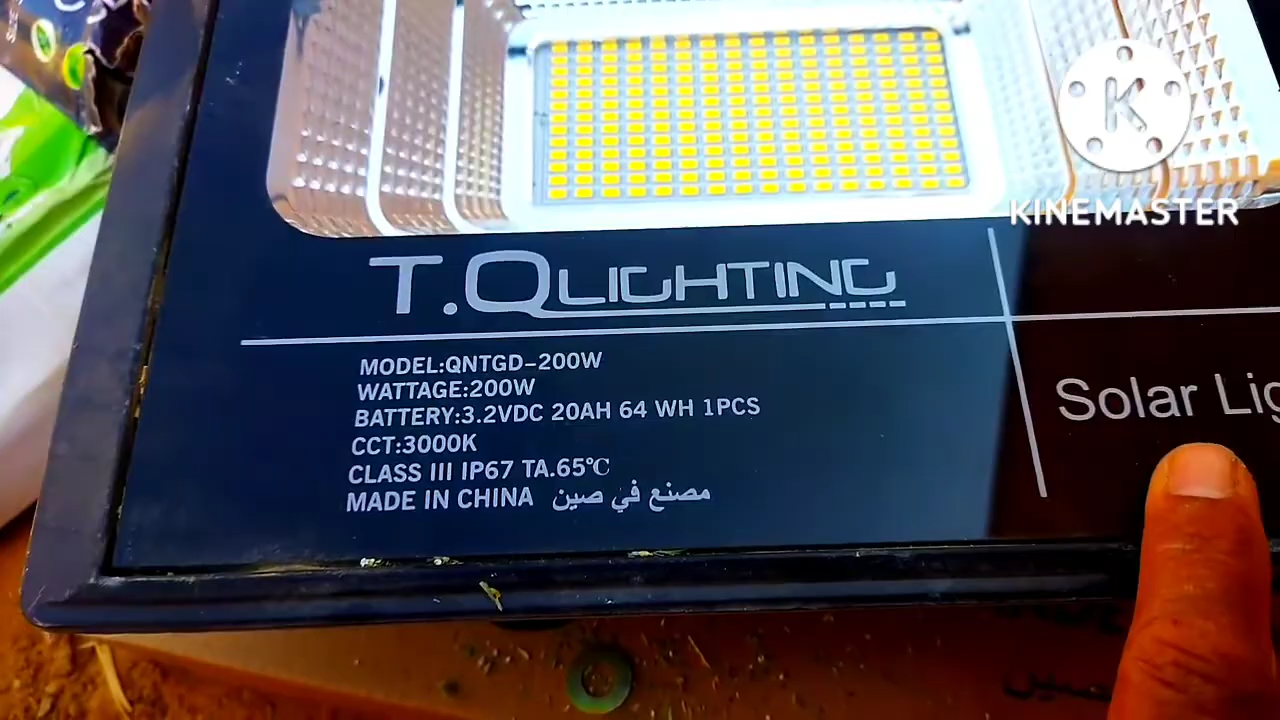 KINEMASTER
T.QLIGHTING
MODEL:QNTGD-200W
WATTAGE:200W
BATTERY:3.2VDC 20AH 64 WH 1PCS
CCT:3000K
CLASS III IP67 TA.65℃
MADE IN CHINA مصنع في صين
Solar Lig